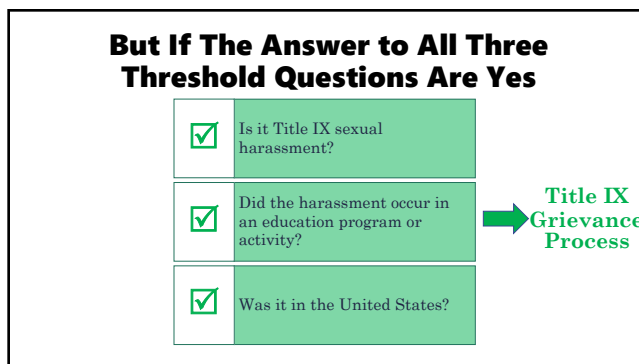 But If The Answer to All Three
Threshold Questions Are Yes
Is it Title IX sexual
harassment?
Did the harassment occur in
an education program or
activity?
Title IX
Grievance
Process
Was it in the United States?